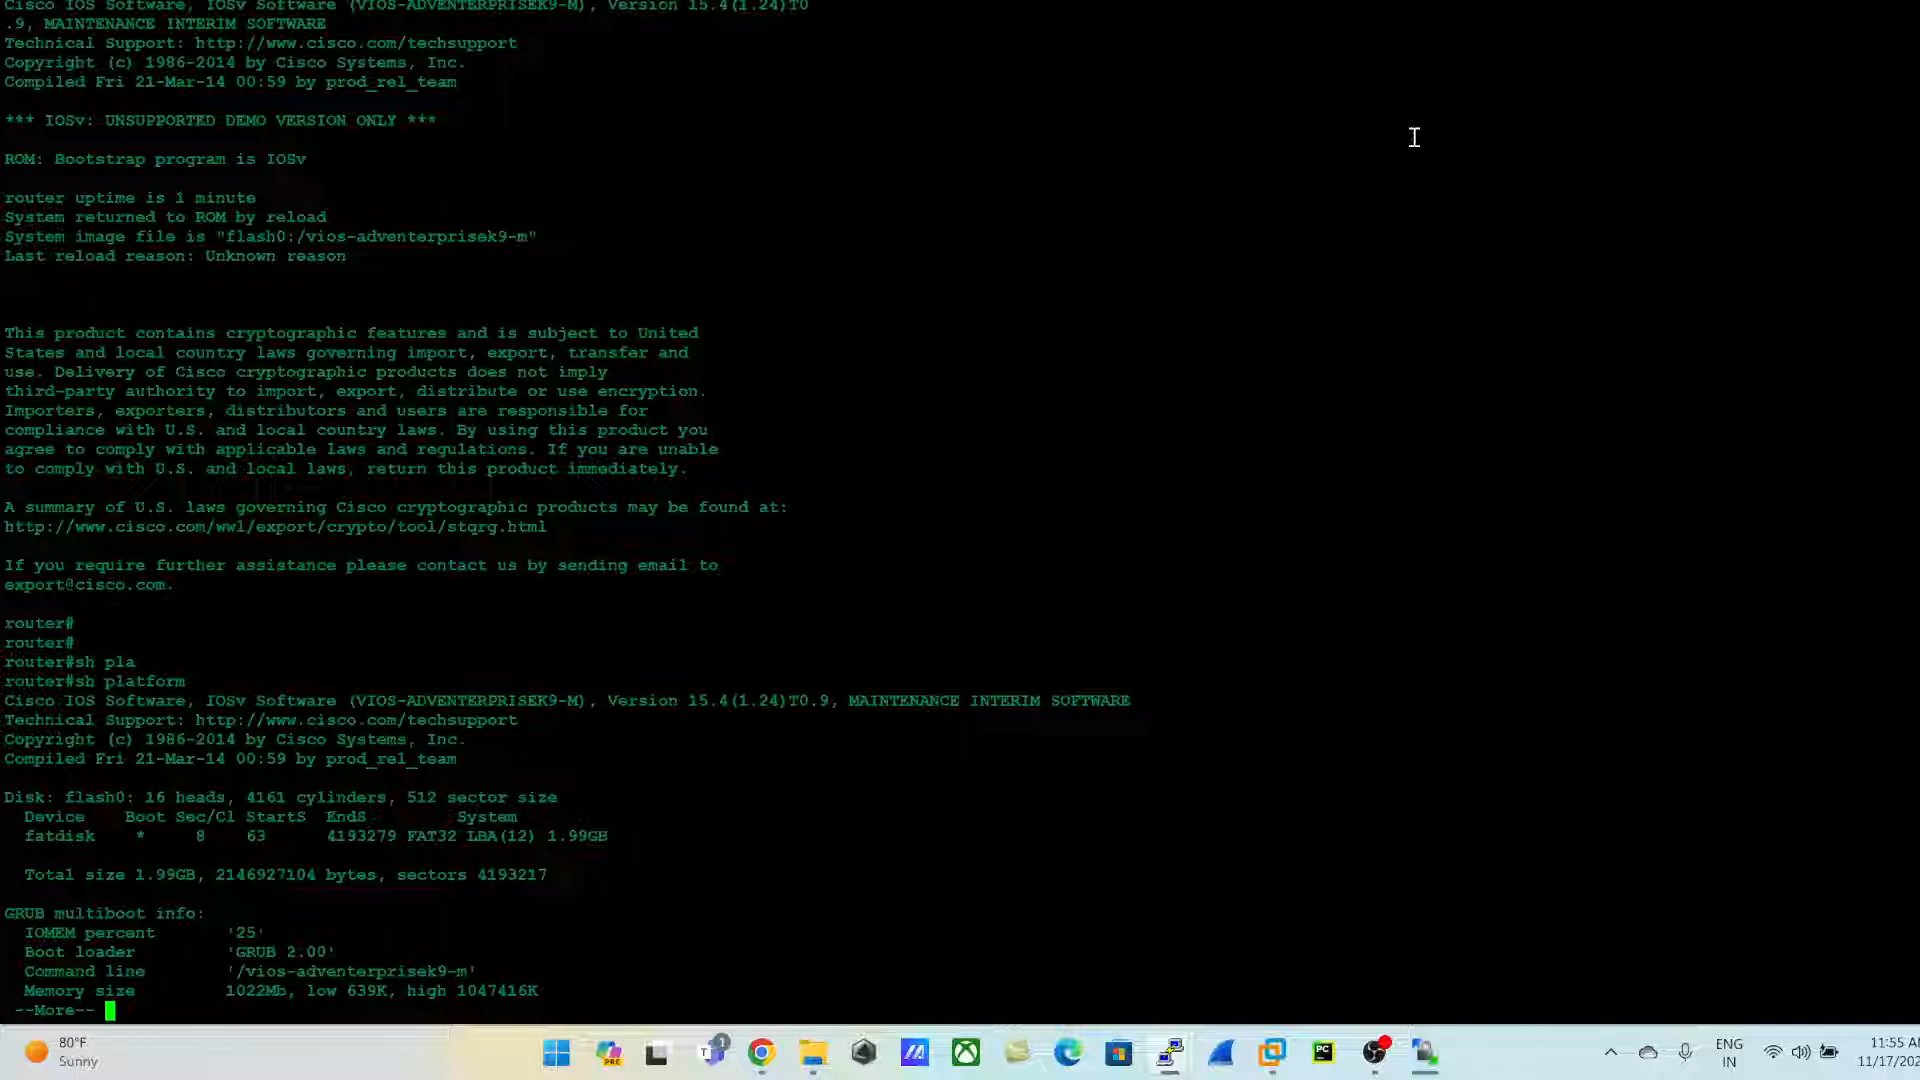 Cisco IOS Software, IOSv Software (VIOS-ADVENTERPRISEK9-M), Version 15.4(1.24)T0
.9, MAINTENANCE INTERIM SOFTWARE
Technical Support: http://www.cisco.com/techsupport
Copyright (c) 1986-2014 by Cisco Systems, Inc.
Compiled Fri 21-Mar-14 00:59 by prod_rel_team
*** IOSv: UNSUPPORTED DEMO VERSION ONLY ***
ROM: Bootstrap program is IOSv
router uptime is 1 minute
System returned to ROM by reload
System image file is "flash0:/vios-adventerprisek9-m"
Last reload reason: Unknown reason
This product contains cryptographic features and is subject to United
States and local country laws governing import, export, transfer and
use. Delivery of Cisco cryptographic products does not imply
third-party authority to import, export, distribute or use encryption.
Importers, exporters, distributors and users are responsible for
compliance with U.S. and local country laws. By using this product you
agree to comply with applicable laws and regulations. If you are unable
to comply with U.S. and local laws, return this product immediately.
A summary of U.S. laws governing Cisco cryptographic products may be found at:
http://www.cisco.com/wwl/export/crypto/tool/stqrg.html
If you require further assistance please contact us by sending email to
export@cisco.com.
router#
router#
router#sh pla
router#sh platform
Cisco IOS Software, IOSv Software (VIOS-ADVENTERPRISEK9-M), Version 15.4(1.24)T0.9, MAINTENANCE INTERIM SOFTWARE
Technical Support: http://www.cisco.com/techsupport
Copyright (c) 1986-2014 by Cisco Systems, Inc.
Compiled Fri 21-Mar-14 00:59 by prod_rel_team
Disk: flash0: 16 heads, 4161 cylinders, 512 sector size
Device Boot Sec/Cl StartS EndS System
fatdisk * 8 63 4193279 FAT32 LBA(12) 1.99GB
Total size 1.99GB, 2146927104 bytes, sectors 4193217
GRUB multiboot info:
IOMEM percent '25'
Boot loader 'GRUB 2.00'
Command line '/vios-adventerprisek9-m'
Memory size 1022Mb, low 639K, high 1047416K
--More--
80°F
Sunny
PRE
1
PC
ENG
IN
11:55
11/17/202